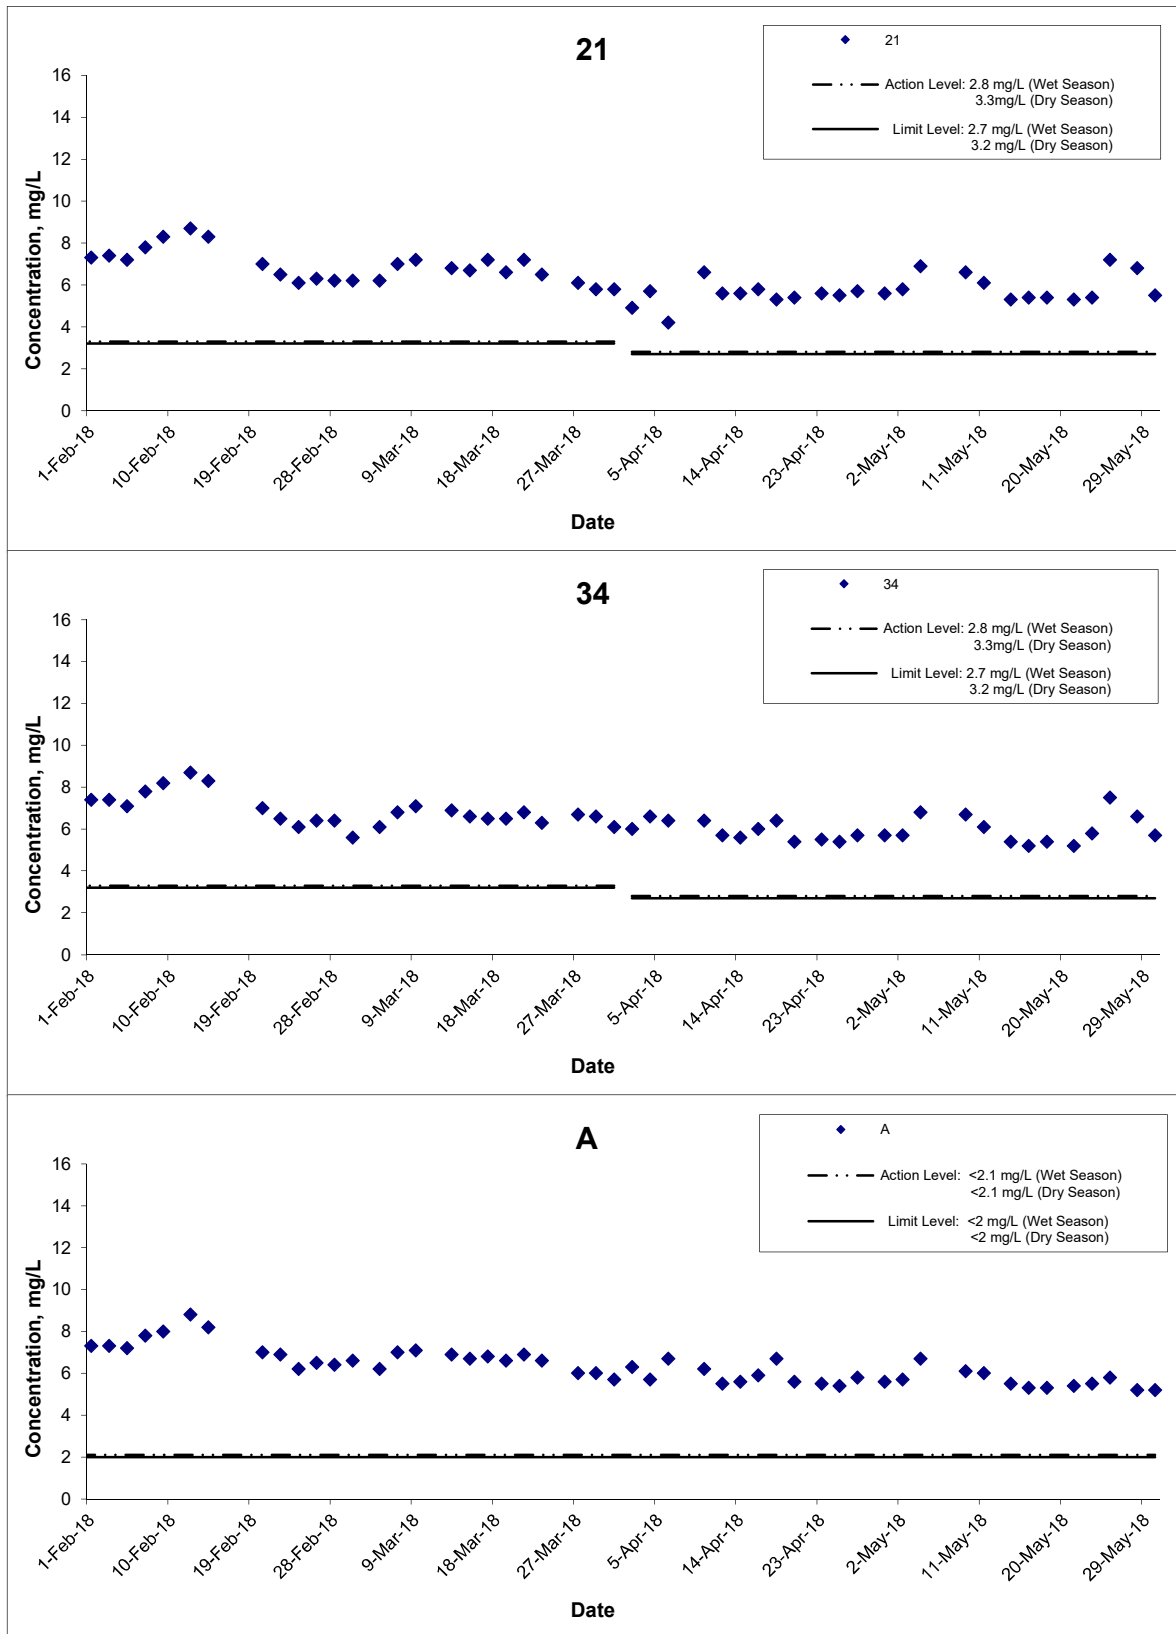 21
21
Action Level: 2.8 mg/L (Wet Season)
3.3mg/L (Dry Season)
Limit Level: 2.7 mg/L (Wet Season)
3.2 mg/L (Dry Season)
Concentration, mg/L
16
14
12
10
8
6
4
2
0
1-Feb-18
10-Feb-18
19-Feb-18
28-Feb-18
9-Mar-18
18-Mar-18
27-Mar-18
5-Apr-18
14-Apr-18
23-Apr-18
2-May-18
11-May-18
20-May-18
29-May-18
Date
34
34
Action Level: 2.8 mg/L (Wet Season)
3.3mg/L (Dry Season)
Limit Level: 2.7 mg/L (Wet Season)
3.2 mg/L (Dry Season)
Concentration, mg/L
16
14
12
10
8
6
4
2
0
1-Feb-18
10-Feb-18
19-Feb-18
28-Feb-18
9-Mar-18
18-Mar-18
27-Mar-18
5-Apr-18
14-Apr-18
23-Apr-18
2-May-18
11-May-18
20-May-18
29-May-18
Date
A
A
Action Level: <2.1 mg/L (Wet Season)
<2.1 mg/L (Dry Season)
Limit Level: <2 mg/L (Wet Season)
<2 mg/L (Dry Season)
Concentration, mg/L
16
14
12
10
8
6
4
2
0
1-Feb-18
10-Feb-18
19-Feb-18
28-Feb-18
9-Mar-18
18-Mar-18
27-Mar-18
5-Apr-18
14-Apr-18
23-Apr-18
2-May-18
11-May-18
20-May-18
29-May-18
Date